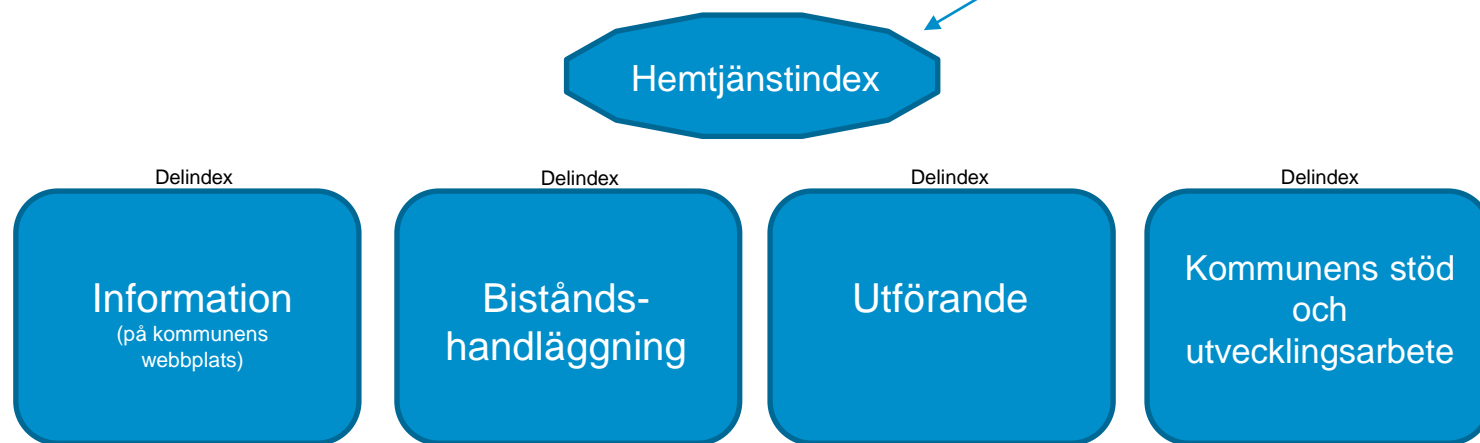 Hemtjänstindex
Delindex
Delindex
Delindex
Delindex
Information
(på kommunens
webbplats)
Bistånds-
handläggning
Utförande
Kommunens stöd
och
utvecklingsarbete